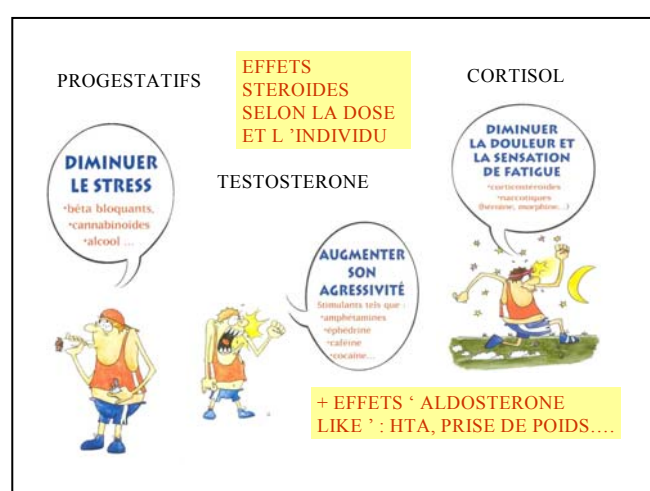 PROGESTATIFS
EFFETS
STEROIDES
SELON LA DOSE
ET L ’INDIVIDU
CORTISOL
DIMINUER
LE STRESS
•bêta bloquants,
•cannabinoides
•alcool ...
TESTOSTERONE
DIMINUER
LA DOULEUR ET
LA SENSATION
DE FATIGUE
•corticosteroides
•narcotiques
(heroine, morphine...)
AUGMENTER
SON
AGRESSIVITÉ
Stimulants tels que :
•amphétamines
•éphédrine
•caféine
•cocaine...
+ EFFETS ‘ ALDOSTERONE
LIKE ’ : HTA, PRISE DE POIDS….